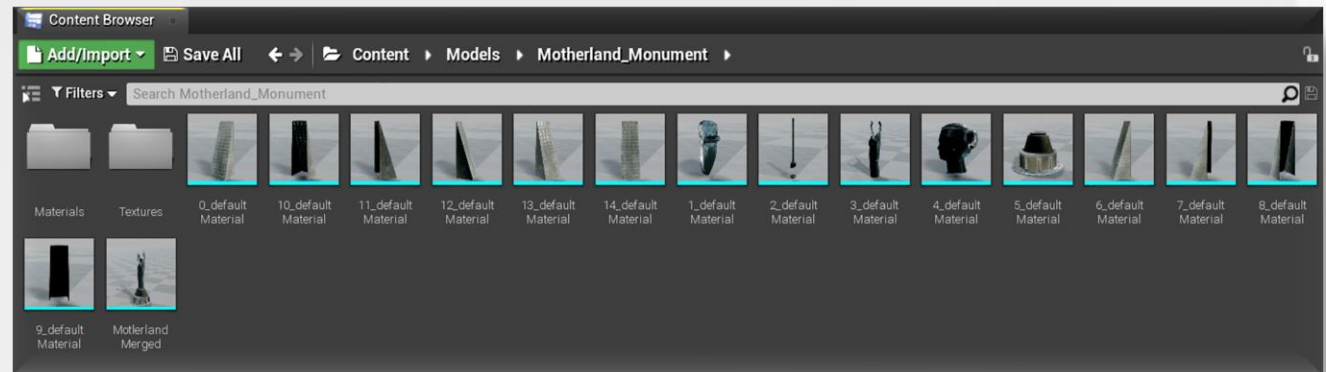 Content Browser
Add/Import Save All Content Models Motherland_Monument
Filters Search Motherland_Monument
Materials Textures 0_default 10_default 11_default 12_default 13_default 14_default 1_default 2_default 3_default 4_default 5_default 6_default 7_default 8_default
Material Material Material Material Material Material Material Material Material Material Material Material Material Material
9_default Motlerland
Material Merged